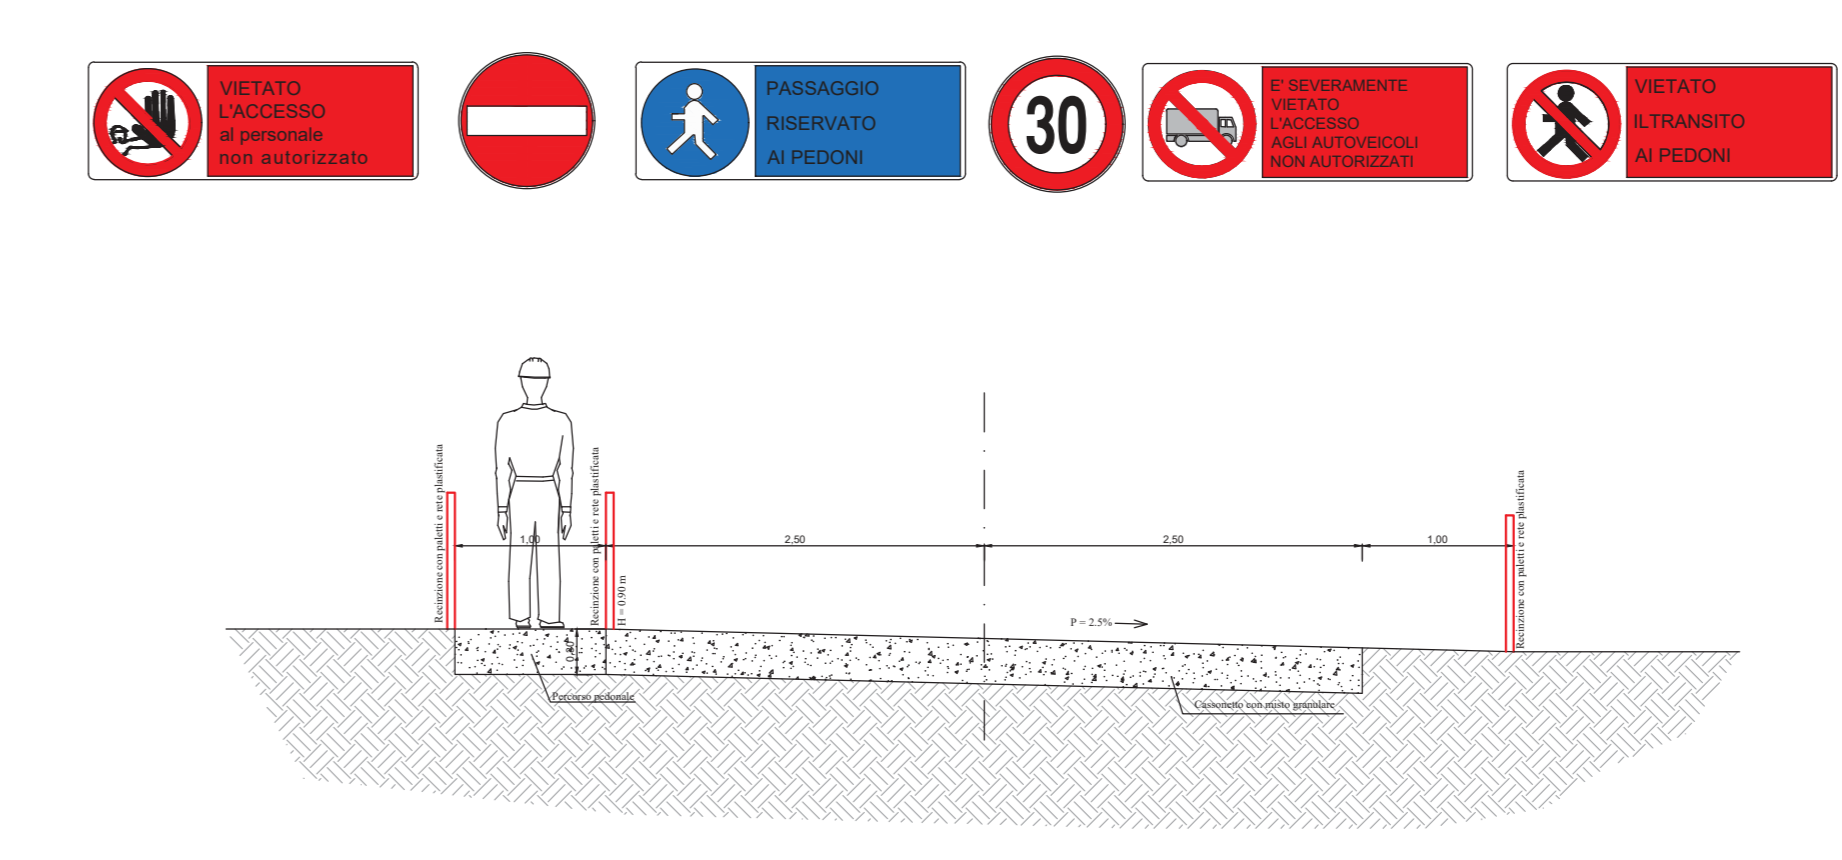 VIETATO
L'ACCESSO
al personale
non autorizzato
PASSAGGIO
RISERVATO
AI PEDONI
30
E' SEVERAMENTE
VIETATO
L'ACCESSO
AGLI AUTOVEICOLI
NON AUTORIZZATI
VIETATO
ILTRANSITO
AI PEDONI
Recinzione con paletti e rete plastificata
Recinzione con paletti e rete plastificata
H = 0.90 m
Recinzione con paletti e rete plastificata
1,00
2,50
2,50
1,00
P = 2.5%
0,30
Percorso pedonale
Cassonetto con misto granulare